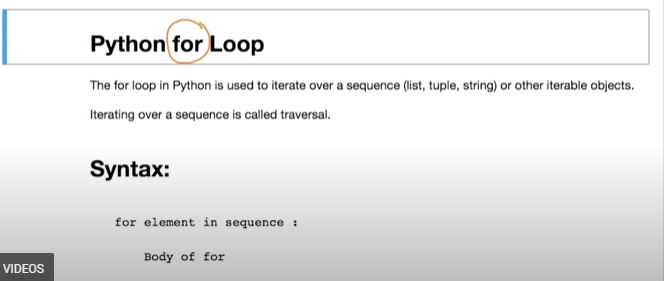 Python for Loop
The for loop in Python is used to iterate over a sequence (list, tuple, string) or other iterable objects.
Iterating over a sequence is called traversal.
Syntax:
for element in sequence :
Body of for
VIDEOS